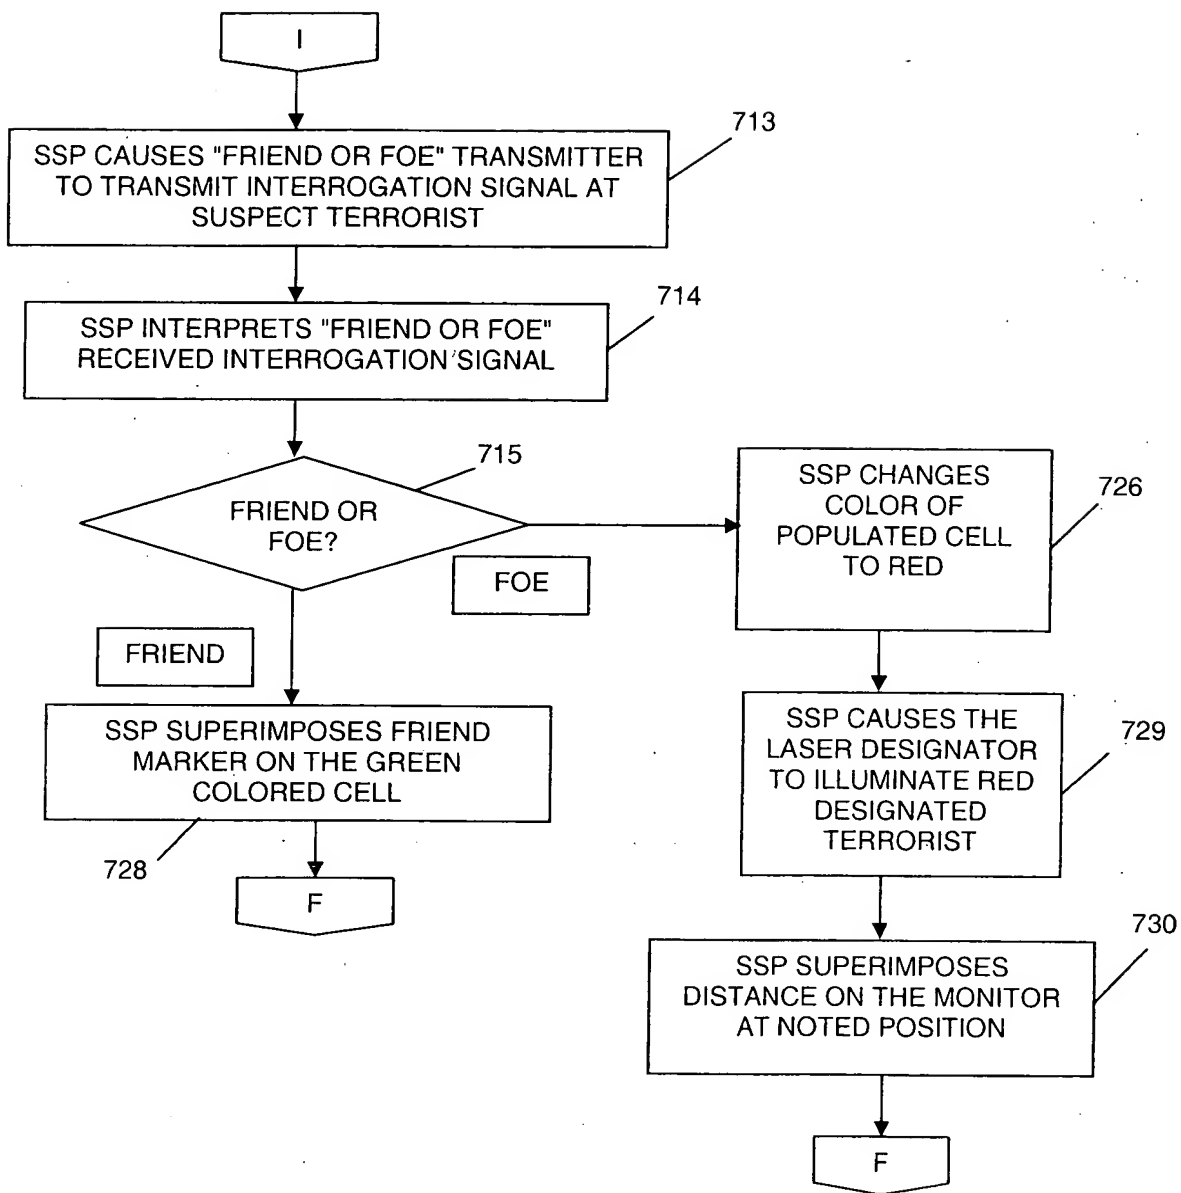 I
713
SSP CAUSES "FRIEND OR FOE" TRANSMITTER
TO TRANSMIT INTERROGATION SIGNAL AT
SUSPECT TERRORIST
714
SSP INTERPRETS "FRIEND OR FOE"
RECEIVED INTERROGATION SIGNAL
715
FRIEND OR
FOE?
FOE
FRIEND
SSP SUPERIMPOSES FRIEND
MARKER ON THE GREEN
COLORED CELL
728
F
SSP CHANGES
COLOR OF
POPULATED CELL
TO RED
726
SSP CAUSES THE
LASER DESIGNATOR
TO ILLUMINATE RED
DESIGNATED
TERRORIST
729
SSP SUPERIMPOSES
DISTANCE ON THE MONITOR
AT NOTED POSITION
730
F